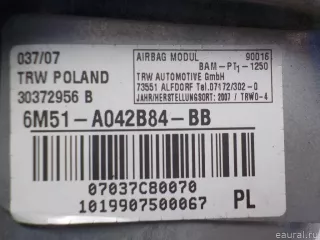 037/07
TRW POLAND
30372956 B
AIRBAG MODUL 90016
BAM-PT1-1250
TRW AUTOMOTIVE GmbH
73551 ALFDORF Tel.07172/302-0
JAHR/HERSTELLUNGSORT: 2007 / TRWO-4
6M51-A042B84-BB
07037CB0070
1019907500067
PL
eaural.ru